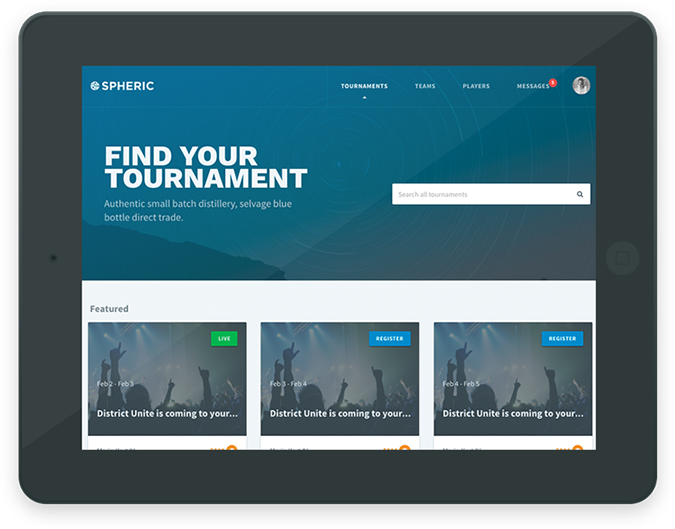 SPHERIC
TOURNAMENTS
TEAMS
PLAYERS
MESSAGES
FIND YOUR
TOURNAMENT
Authentic small batch distillery, selvage blue
bottle direct trade.
Search all tournaments
Featured
LIVE
Feb 2 - Feb 3
District Unite is coming to your...
REGISTER
Feb 3 - Feb 4
District Unite is coming to your...
REGISTER
Feb 4 - Feb 5
District Unite is coming to your...